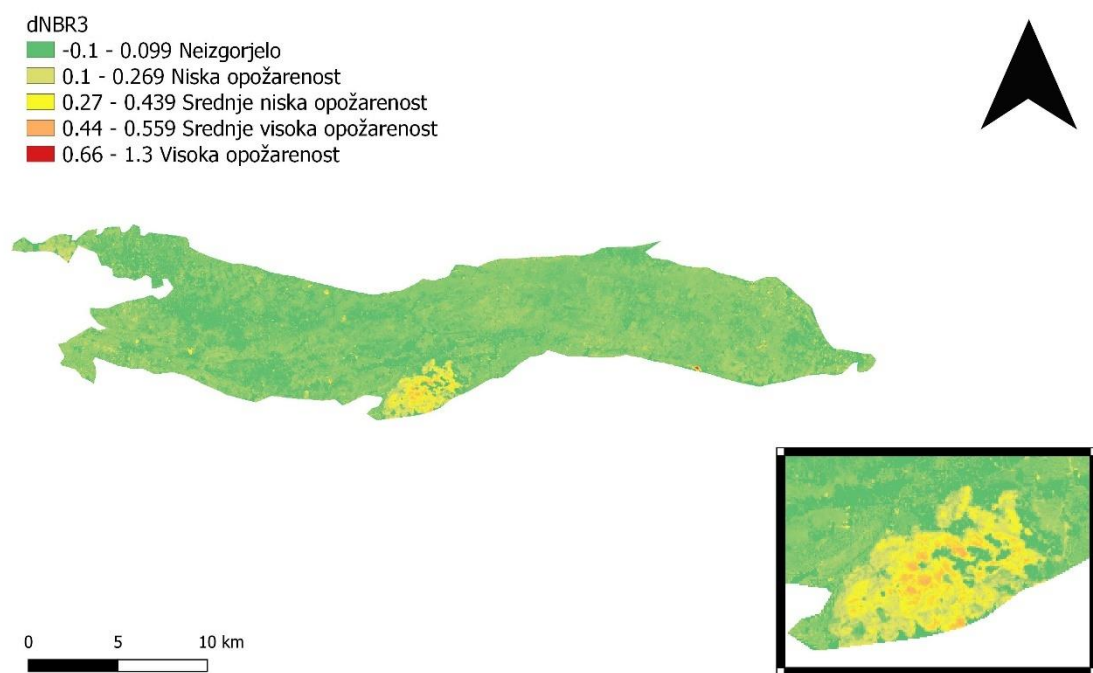 dNBR3
-0.1 - 0.099 Neizgorjelo
0.1 - 0.269 Niska opožarenost
0.27 - 0.439 Srednje niska opožarenost
0.44 - 0.559 Srednje visoka opožarenost
0.66 - 1.3 Visoka opožarenost
0 5 10 km